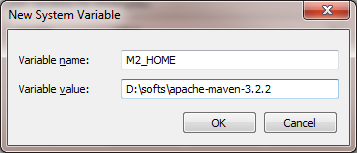 New System Variable
Variable name: M2_HOME
Variable value: D:\softs\apache-maven-3.2.2
OK Cancel